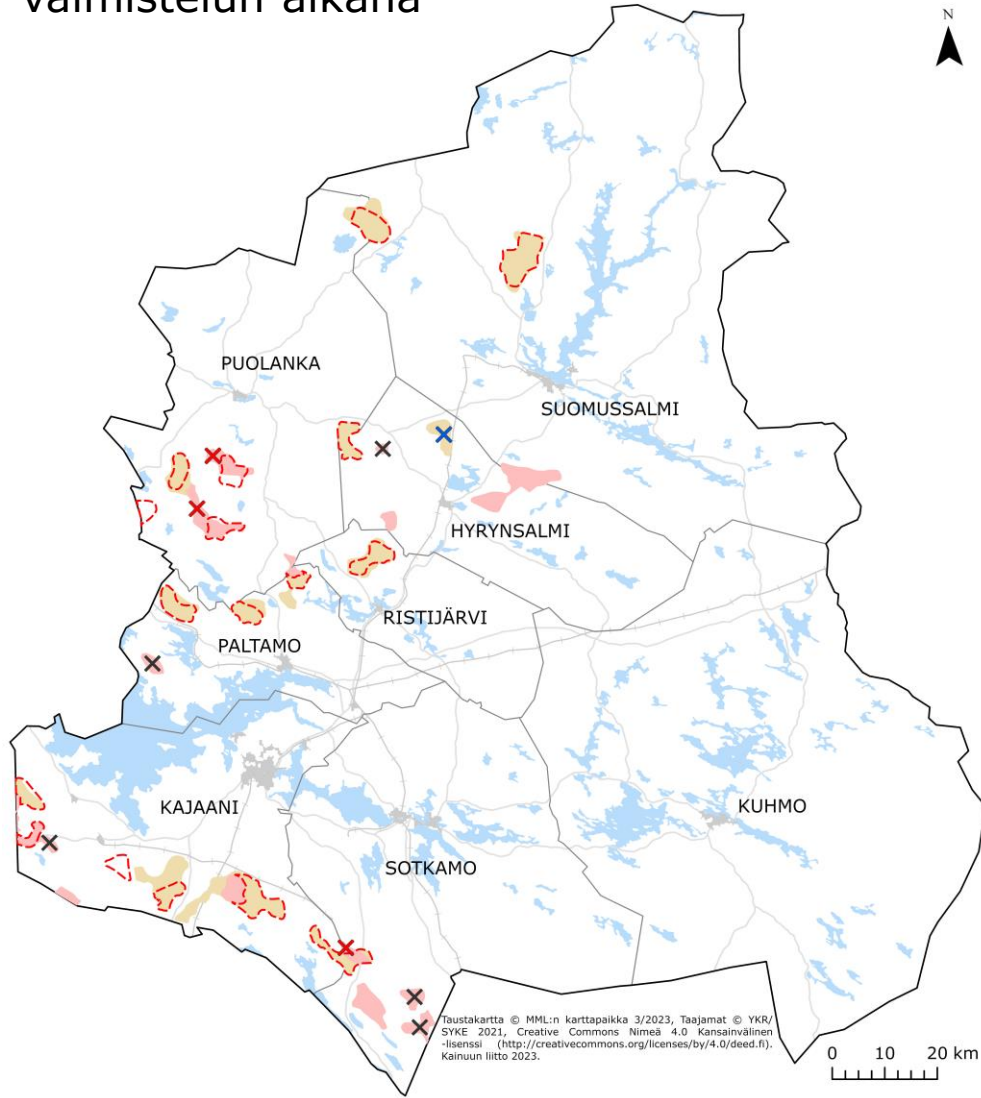 valmistelun aikana
N
PUOLANKA
SUOMUSSALMI
HYRYNSALMI
RISTIJÄRVI
PALTAMO
KAJAANI
KUHMO
SOTKAMO
Taustakartta © MML:n karttapaikka 3/2023, Taajamat © YKR/
SYKE 2021, Creative Commons Nimeä 4.0 Kansainvälinen
-lisenssi (http://creativecommons.org/licenses/by/4.0/deed.fi).
Kainuun liitto 2023.
0 10 20 km